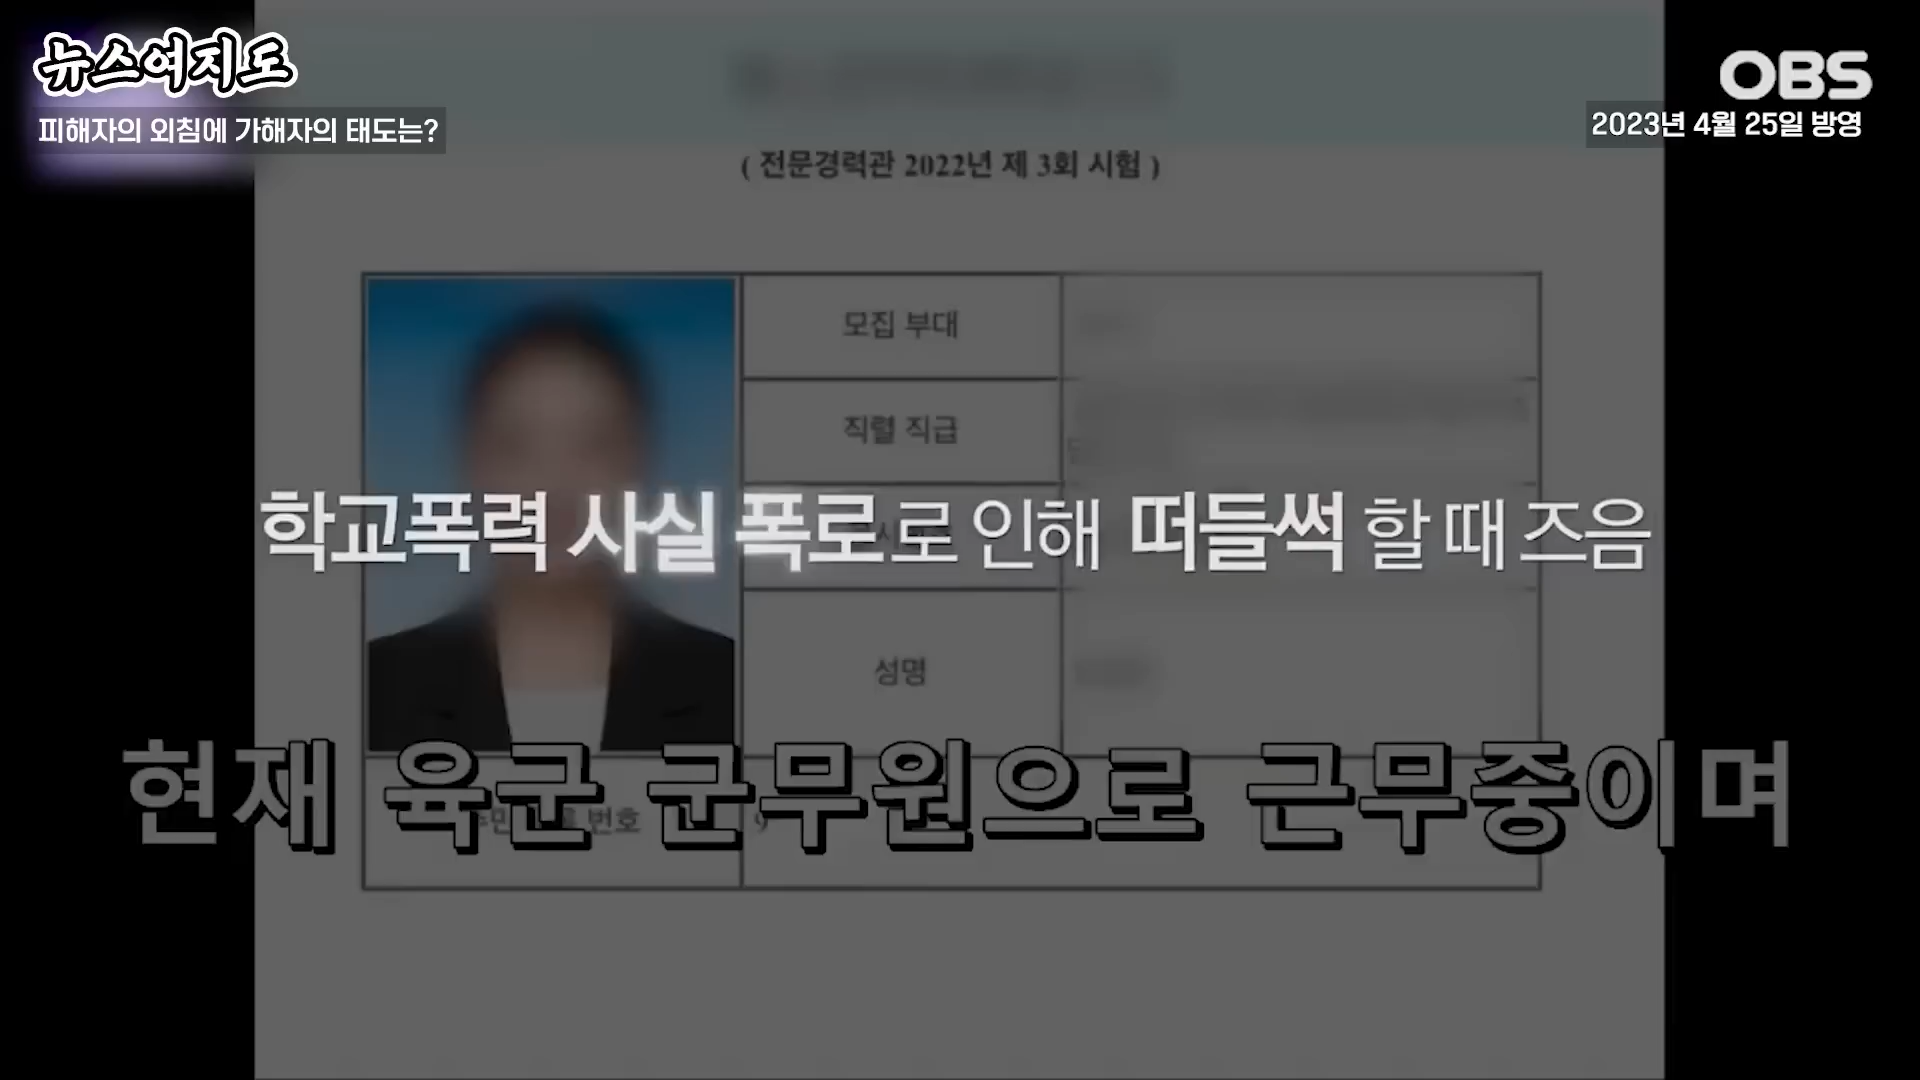 뉴스여지도
피해자의 외침에 가해자의 태도는?
OBS
2023년 4월 25일 방영
( 전문경력관 2022년 제 3회 시험 )
모집 부대
직렬 직급
학교폭력 사실 폭로로 인해 떠들썩 할 때 즈음
성명
현재 육군 군무원으로 근무중이며
번호
9